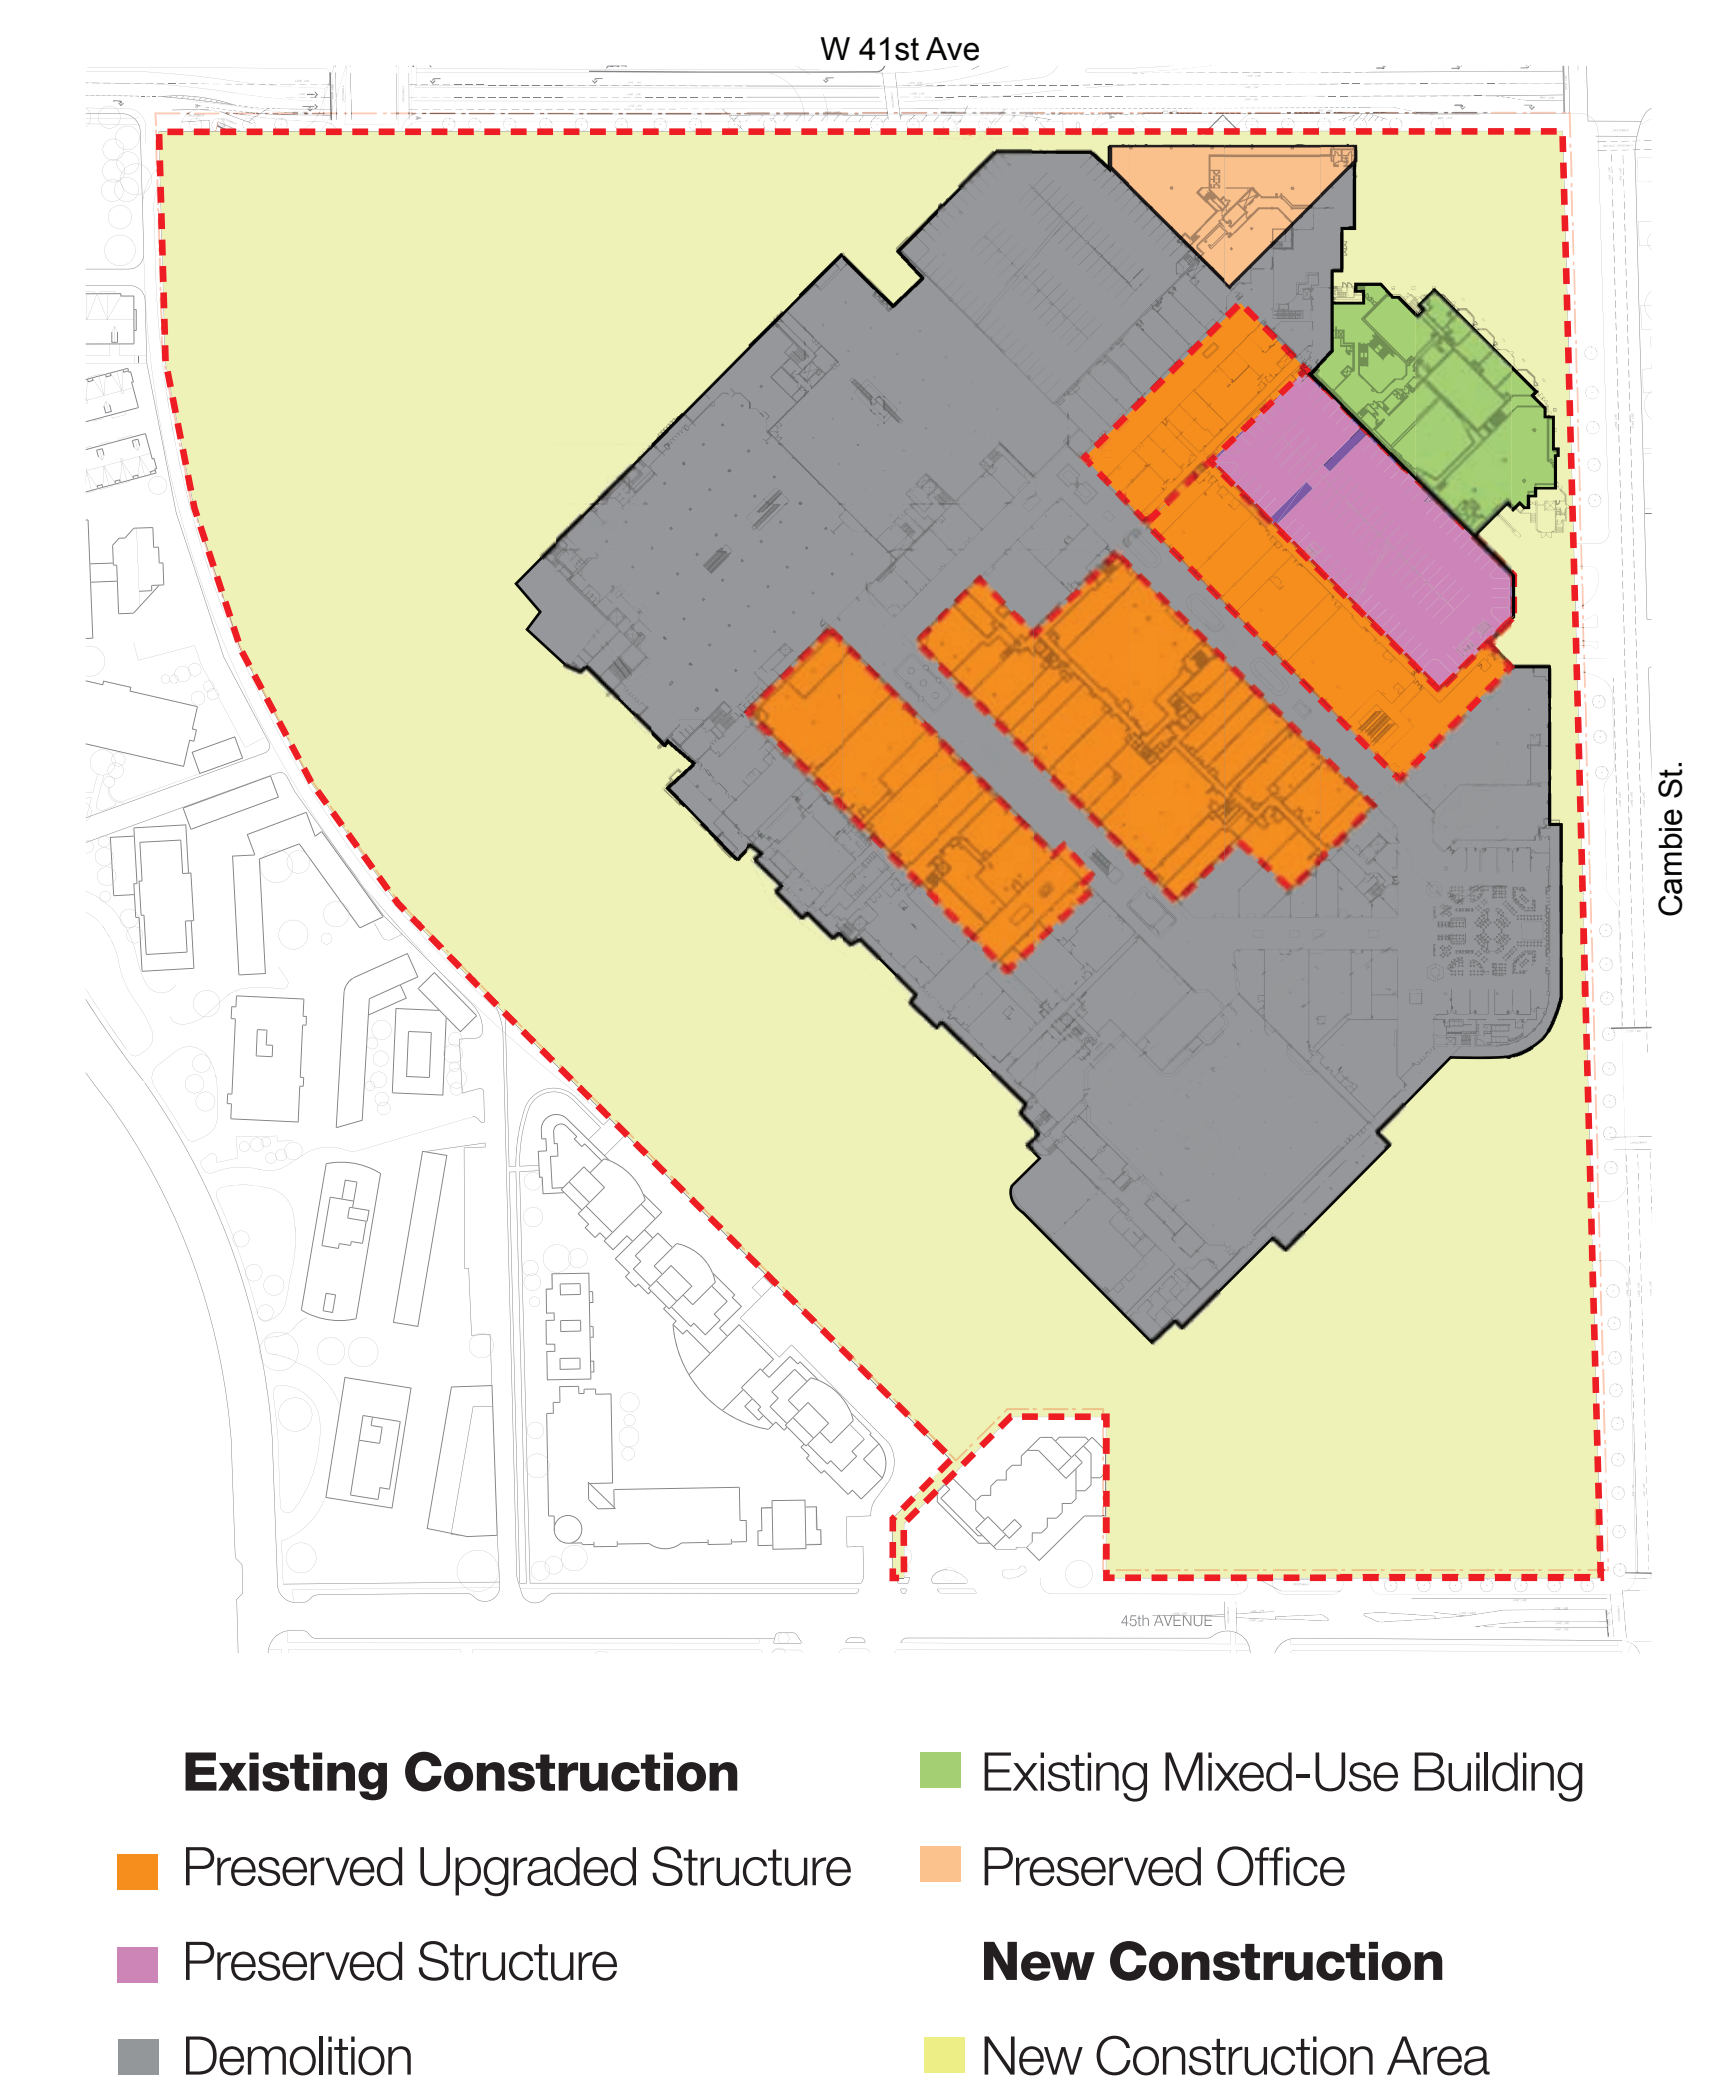 W 41st Ave
Cambie St.
45th AVENUE
Existing Construction
Preserved Upgraded Structure
Preserved Structure
Demolition
Existing Mixed-Use Building
Preserved Office
New Construction
New Construction Area